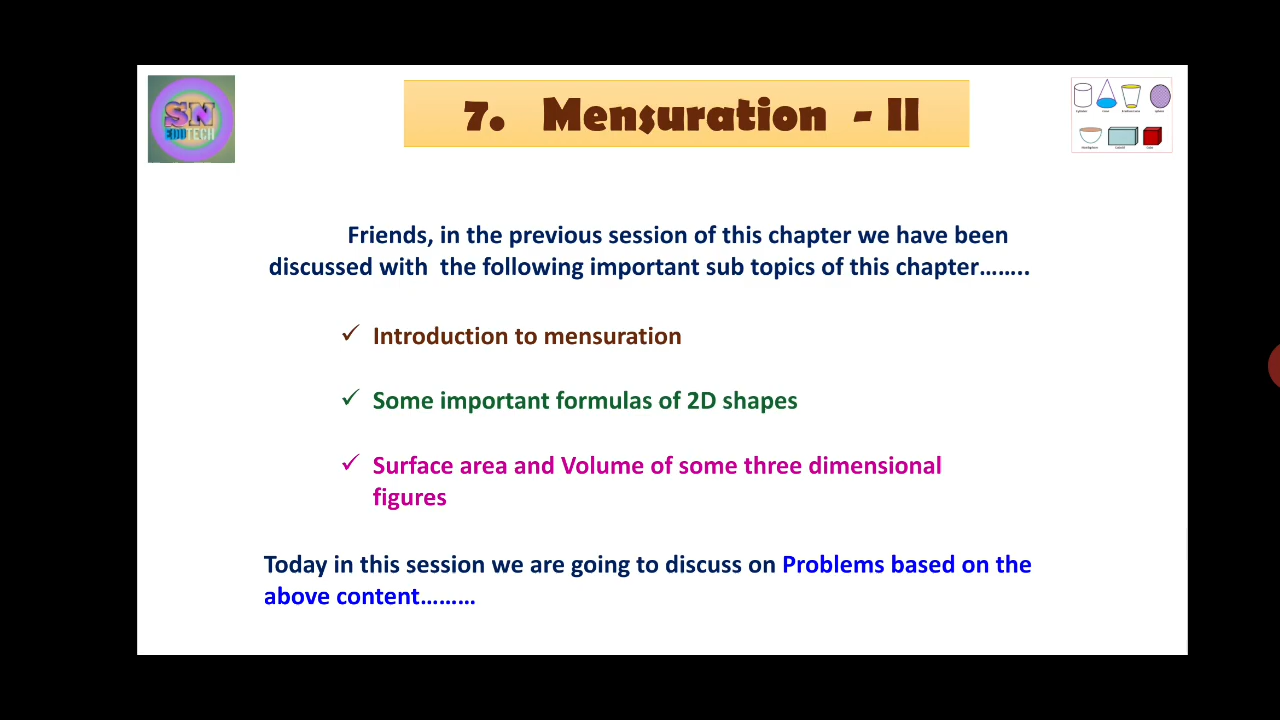 SN
EDUTECH
7. Mensuration - II
Friends, in the previous session of this chapter we have been
discussed with the following important sub topics of this chapter……..
✓ Introduction to mensuration
✓ Some important formulas of 2D shapes
✓ Surface area and Volume of some three dimensional
figures
Today in this session we are going to discuss on Problems based on the
above content………